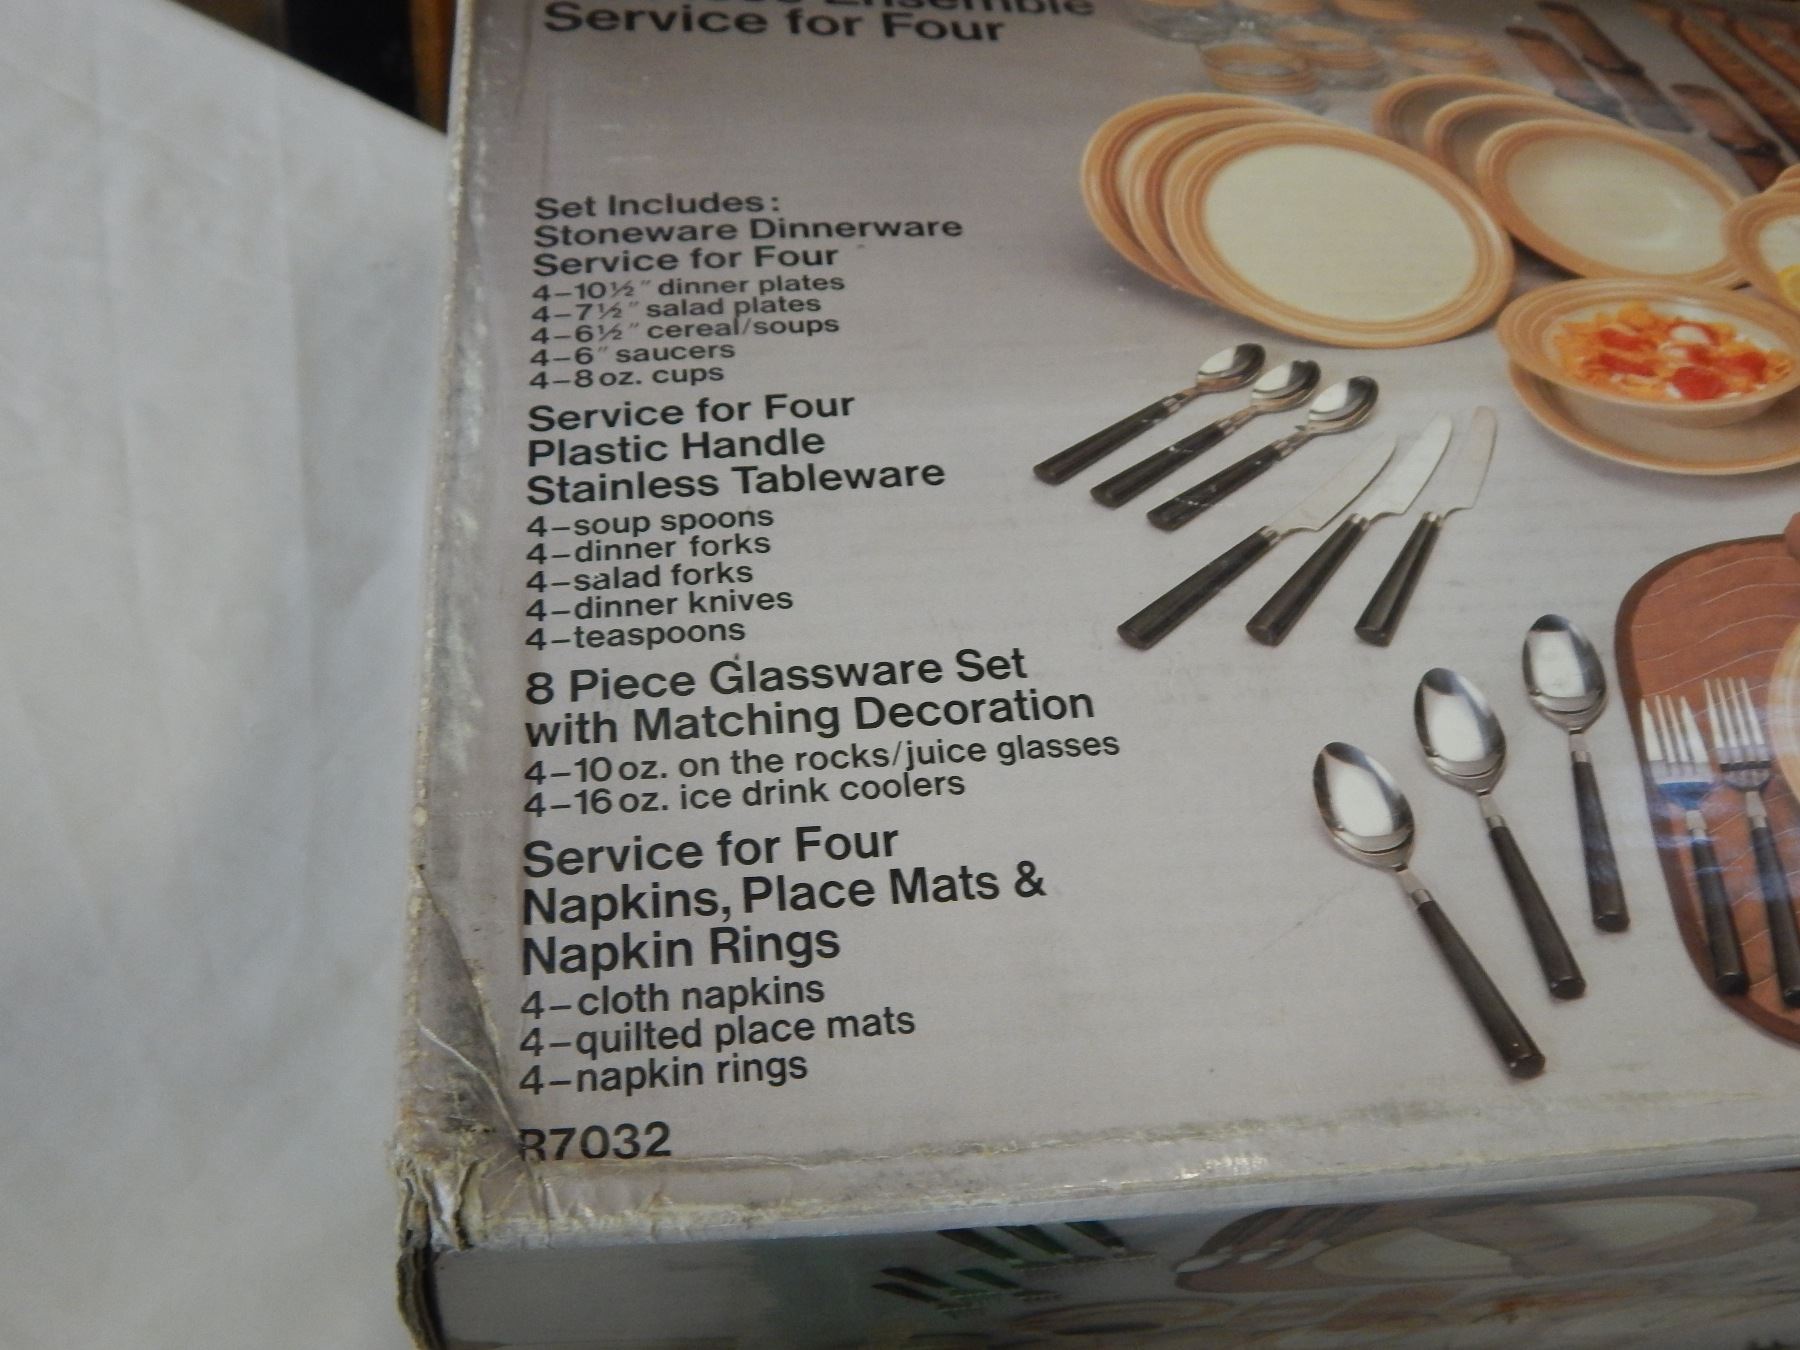 Ensemble
Service for Four
Set Includes:
Stoneware Dinnerware
Service for Four
4–10½" dinner plates
4–7½" salad plates
4–6½" cereal/soups
4–6" saucers
4–8 oz. cups
Service for Four
Plastic Handle
Stainless Tableware
4–soup spoons
4–dinner forks
4–salad forks
4–dinner knives
4–teaspoons
8 Piece Glassware Set
with Matching Decoration
4–10 oz. on the rocks/juice glasses
4–16 oz. ice drink coolers
Service for Four
Napkins, Place Mats &
Napkin Rings
4–cloth napkins
4–quilted place mats
4–napkin rings
R7032